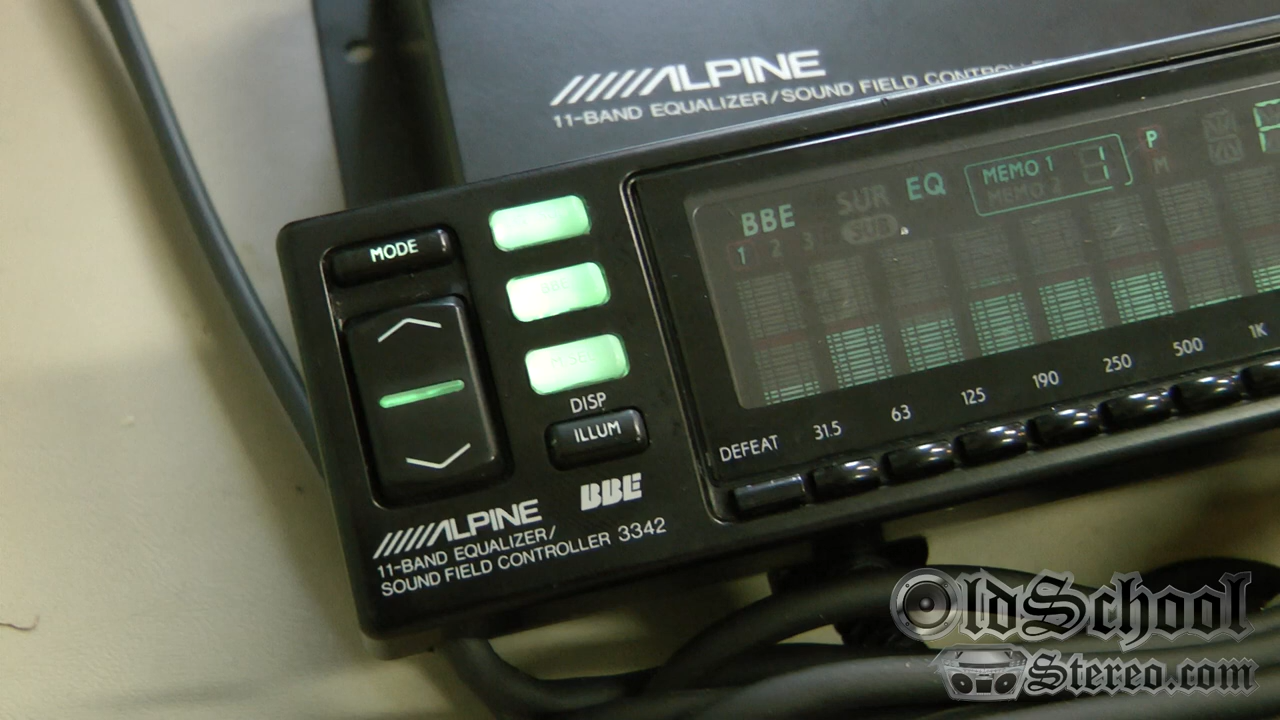 ALPINE
11-BAND EQUALIZER/SOUND FIELD CONTROLLER
MODE
DISP
ILLUM
BBE
ALPINE
11-BAND EQUALIZER/
SOUND FIELD CONTROLLER 3342
BBE SUR EQ MEMO 1 1 P
1 2 3 SUB MEMO 2 M
DEFEAT 31.5 63 125 190 250 500 1K
OldSchool
Stereo.com